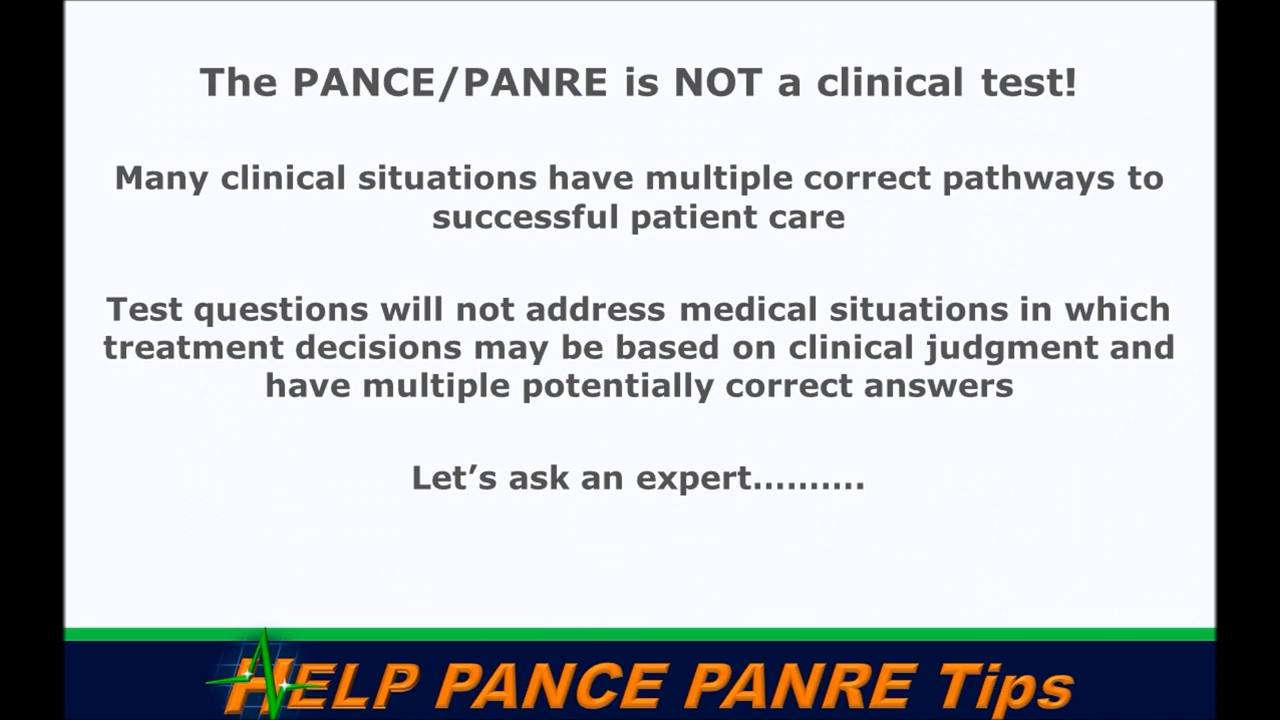 The PANCE/PANRE is NOT a clinical test!
Many clinical situations have multiple correct pathways to
successful patient care
Test questions will not address medical situations in which
treatment decisions may be based on clinical judgment and
have multiple potentially correct answers
Let’s ask an expert……….
HELP PANCE PANRE Tips